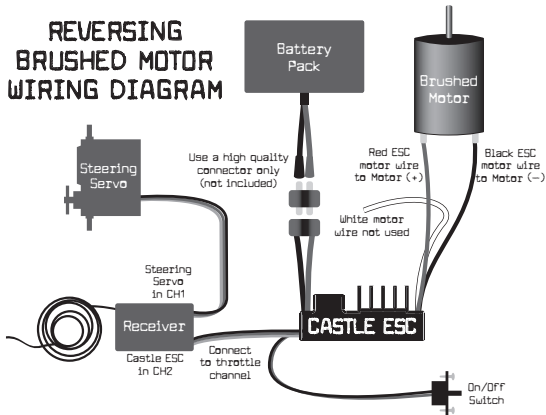 REVERSING
BRUSHED MOTOR
WIRING DIAGRAM
Battery
Pack
Brushed
Motor
Steering
Servo
Use a high quality
connector only
(not included)
Red ESC
motor wire
to Motor (+)
Black ESC
motor wire
to Motor (−)
White motor
wire not used
Steering
Servo
in CH1
Receiver
CASTLE ESC
Castle ESC
in CH2
Connect
to throttle
channel
On/Off
Switch